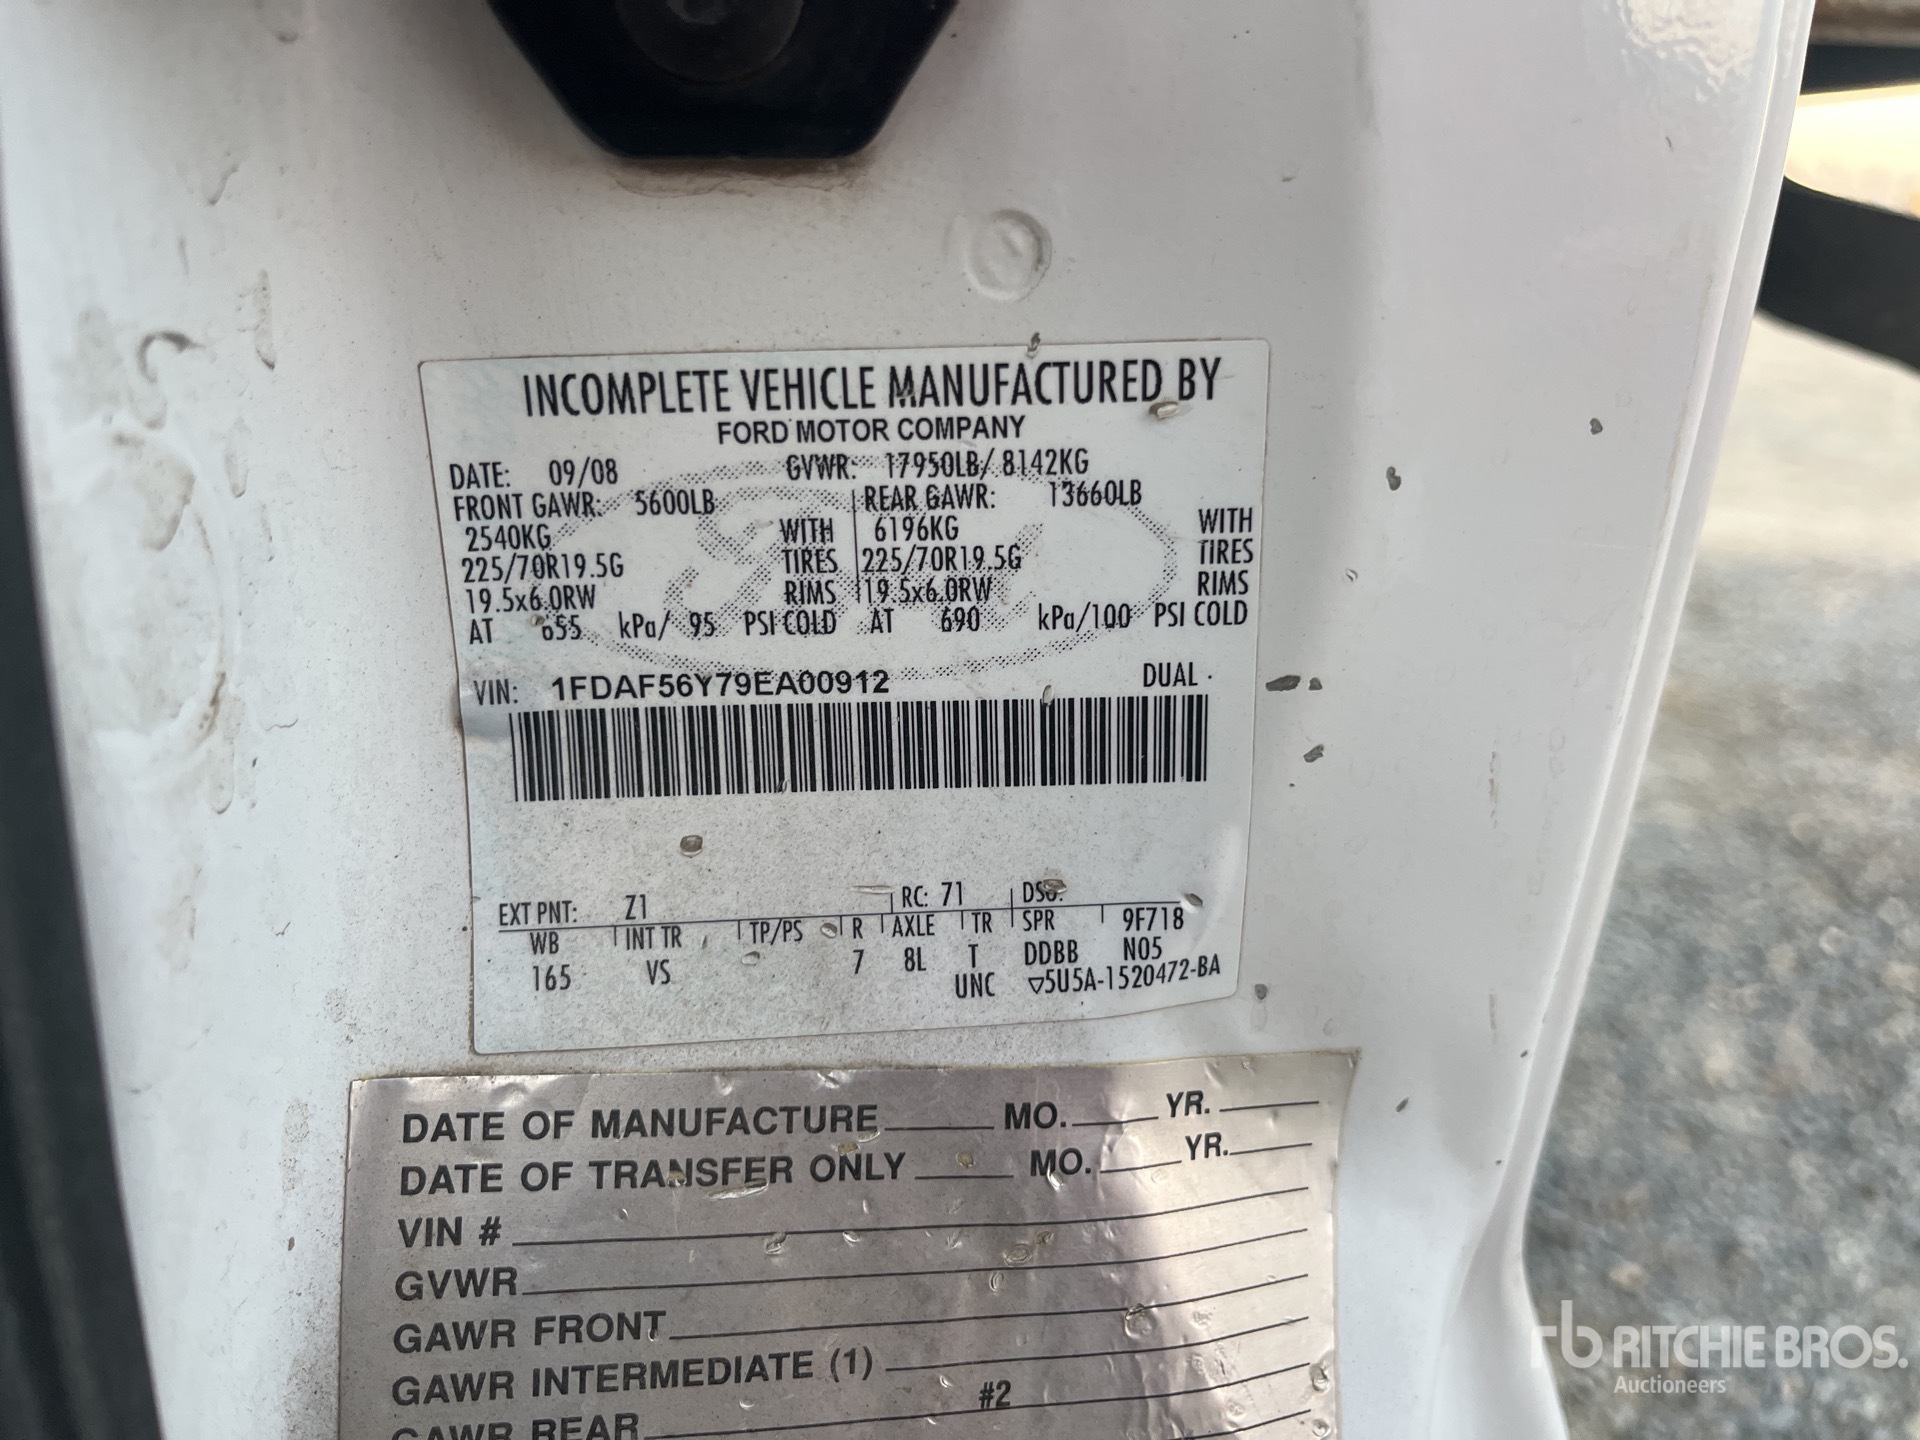 INCOMPLETE VEHICLE MANUFACTURED BY
FORD MOTOR COMPANY
DATE: 09/08 GVWR: 17950LB/ 8142KG
FRONT GAWR: 5600LB REAR GAWR: 13660LB
2540KG WITH 6196KG WITH
225/70R19.5G TIRES 225/70R19.5G TIRES
19.5x6.0RW RIMS 19.5x6.0RW RIMS
AT 655 kPa/ 95 PSI COLD AT 690 kPa/100 PSI COLD
VIN: 1FDAF56Y79EA00912 DUAL
EXT PNT: Z1 RC: 71 DSO:
WB INT TR TP/PS R AXLE TR SPR 9F718
165 VS 7 8L T DDBB N05
UNC ▽5U5A-1520472-BA
DATE OF MANUFACTURE MO. YR.
DATE OF TRANSFER ONLY MO. YR.
VIN #
GVWR
GAWR FRONT
GAWR INTERMEDIATE (1)
#2
GAWR REAR
rb RITCHIE BROS.
Auctioneers